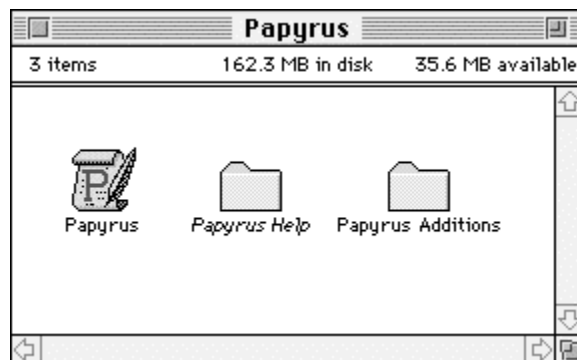 Papyrus
3 items 162.3 MB in disk 35.6 MB available
P
Papyrus Papyrus Help Papyrus Additions